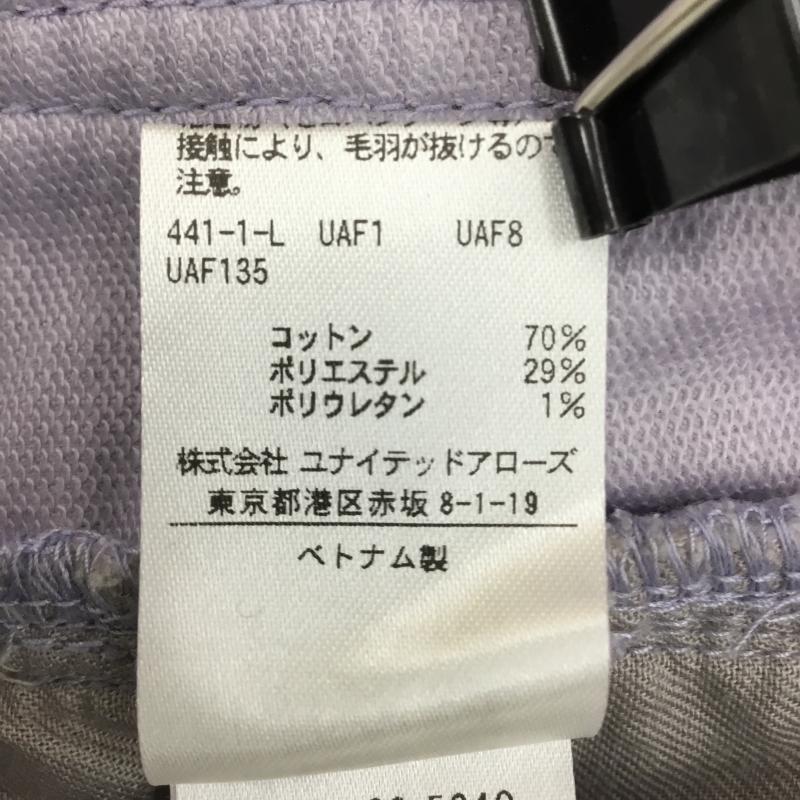 接触により、毛羽が抜けるので
注意。
441-1-L UAF1 UAF8
UAF135
コットン 70%
ポリエステル 29%
ポリウレタン 1%
株式会社 ユナイテッドアローズ
東京都港区赤坂 8-1-19
ベトナム製